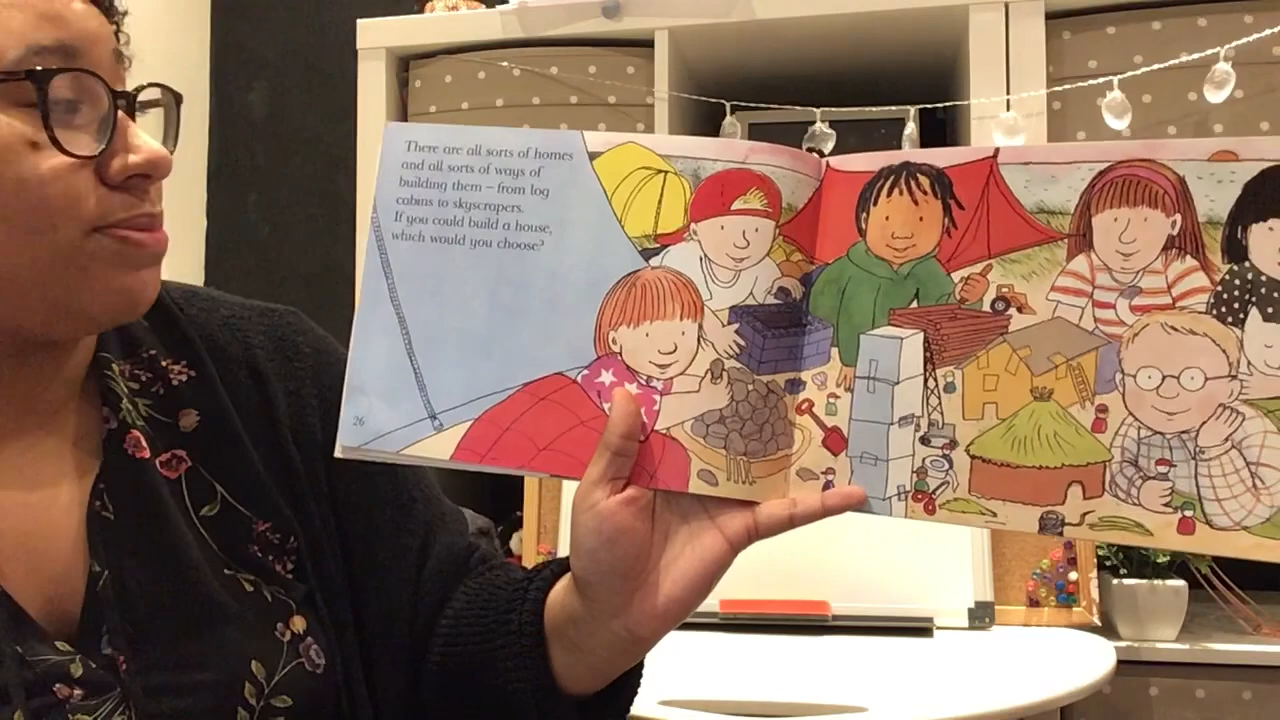 There are all sorts of homes
and all sorts of ways of
building them – from log
cabins to skyscrapers.
If you could build a house,
which would you choose?
26